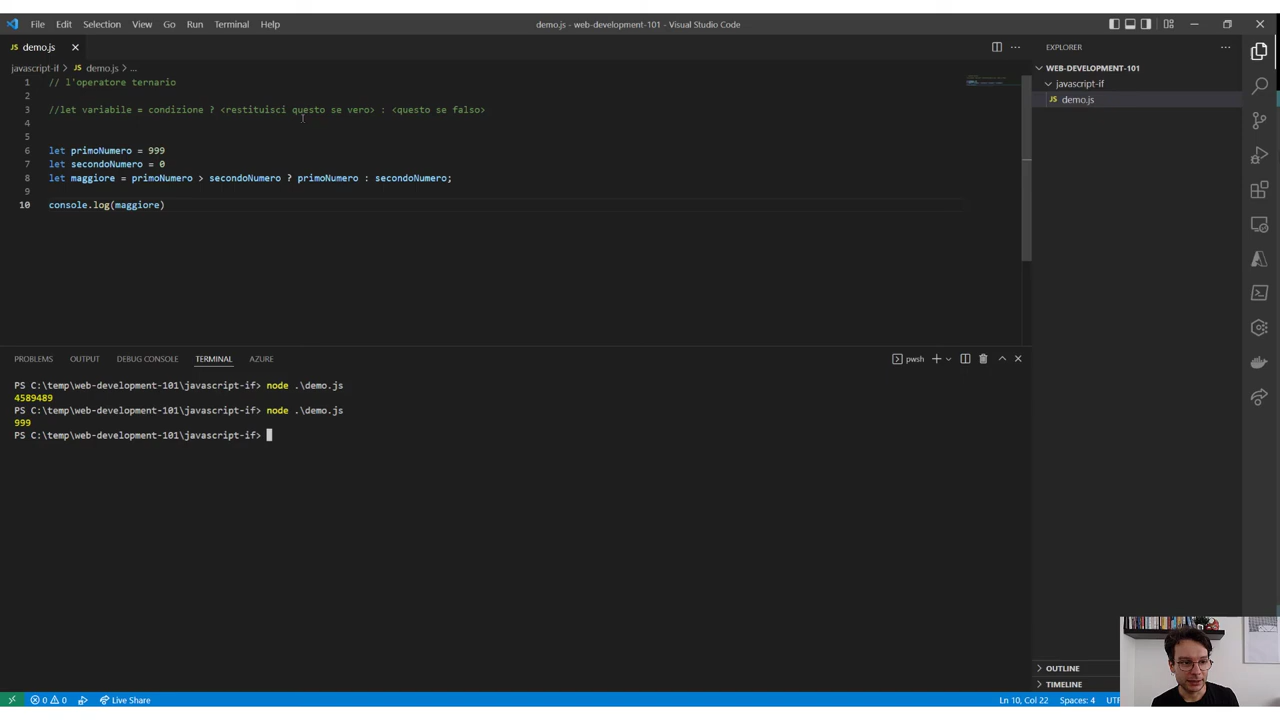 File Edit Selection View Go Run Terminal Help
demo.js - web-development-101 - Visual Studio Code
JS demo.js
javascript-if > JS demo.js > ...
1 // l'operatore ternario
2
3 //let variabile = condizione ? <restituisci questo se vero> : <questo se falso>
4
5
6 let primoNumero = 999
7 let secondoNumero = 0
8 let maggiore = primoNumero > secondoNumero ? primoNumero : secondoNumero;
9
10 console.log(maggiore)
EXPLORER
WEB-DEVELOPMENT-101
javascript-if
JS demo.js
PROBLEMS OUTPUT DEBUG CONSOLE TERMINAL AZURE
pwsh
PS C:\temp\web-development-101\javascript-if> node .\demo.js
4589489
PS C:\temp\web-development-101\javascript-if> node .\demo.js
999
PS C:\temp\web-development-101\javascript-if>
OUTLINE
TIMELINE
0 0 Live Share
Ln 10, Col 22 Spaces: 4 UTF